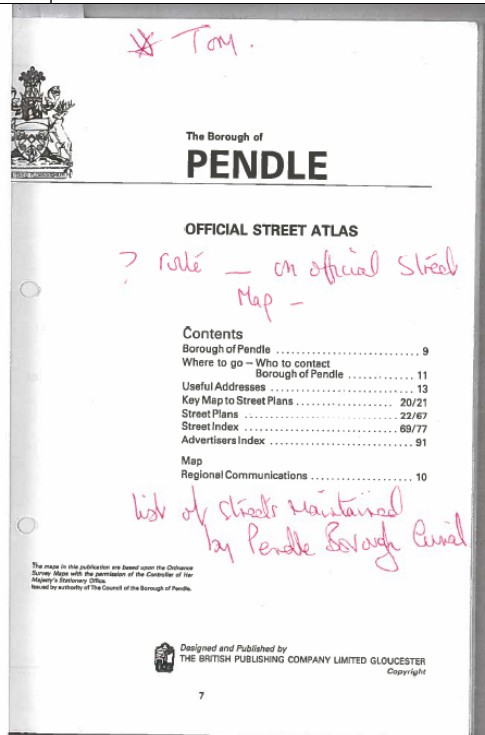 * Tom.
The Borough of
PENDLE
OFFICIAL STREET ATLAS
? route — on official Street
Map —
Contents
Borough of Pendle ........................... 9
Where to go – Who to contact
Borough of Pendle ............. 11
Useful Addresses ........................... 13
Key Map to Street Plans .................. 20/21
Street Plans ........................... 22/67
Street Index ........................... 69/77
Advertisers Index ........................... 91
Map
Regional Communications ................... 10
list of streets maintained
by Pendle Borough Council
The maps in this publication are based upon the Ordnance
Survey Maps with the permission of the Controller of Her
Majesty's Stationery Office.
Issued by authority of The Council of the Borough of Pendle.
Designed and Published by
THE BRITISH PUBLISHING COMPANY LIMITED GLOUCESTER
Copyright
7